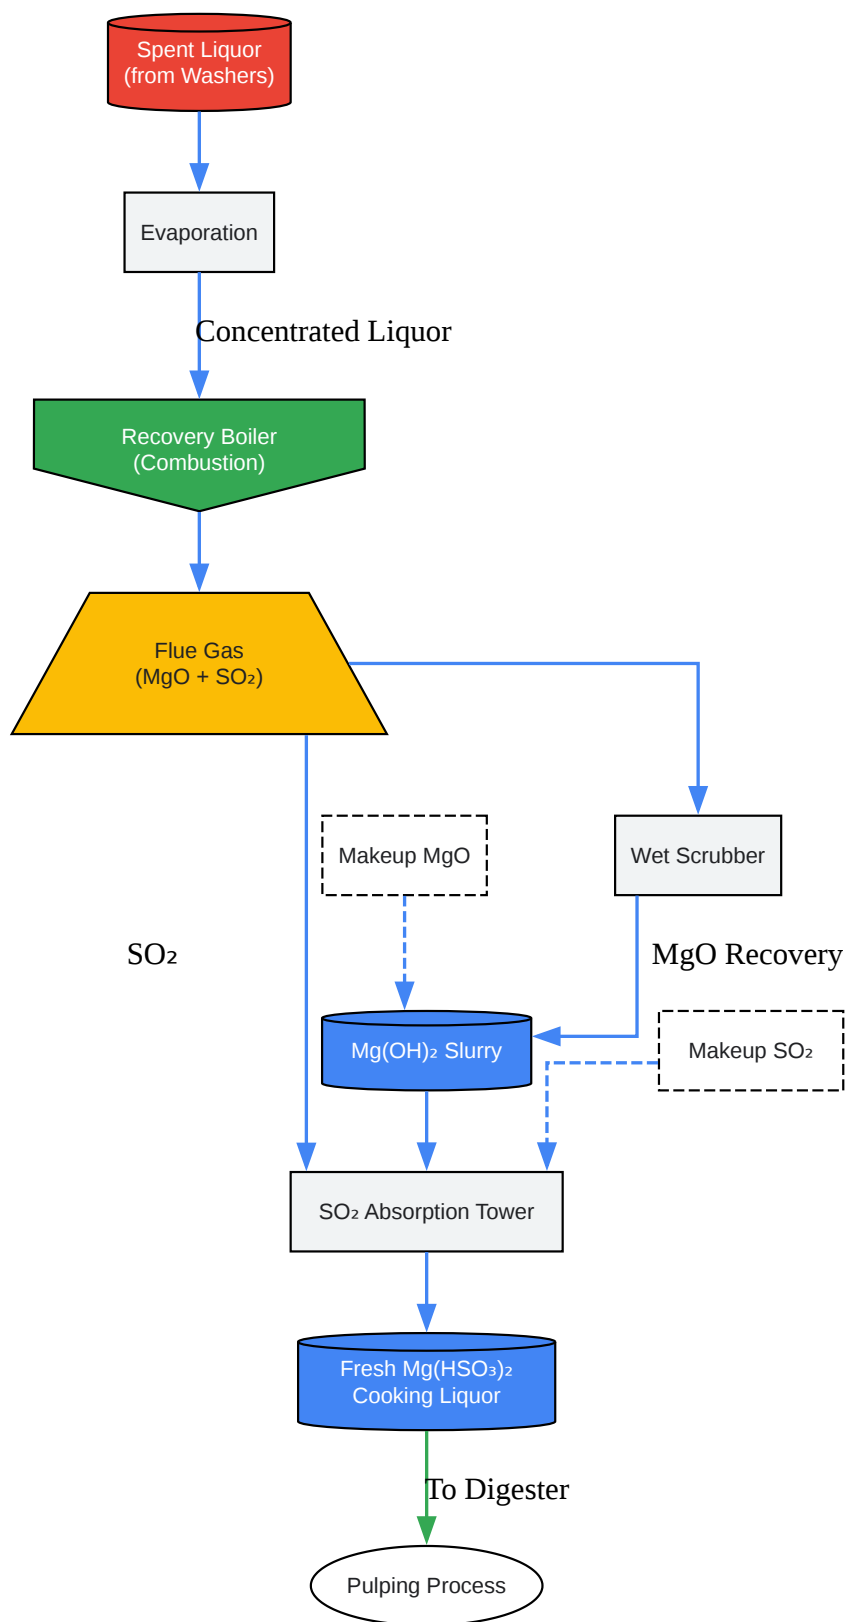 Spent Liquor
(from Washers)
Evaporation
Concentrated Liquor
Recovery Boiler
(Combustion)
Flue Gas
(MgO + SO₂)
Makeup MgO
Wet Scrubber
SO₂
MgO Recovery
Mg(OH)₂ Slurry
Makeup SO₂
SO₂ Absorption Tower
Fresh Mg(HSO₃)₂
Cooking Liquor
To Digester
Pulping Process